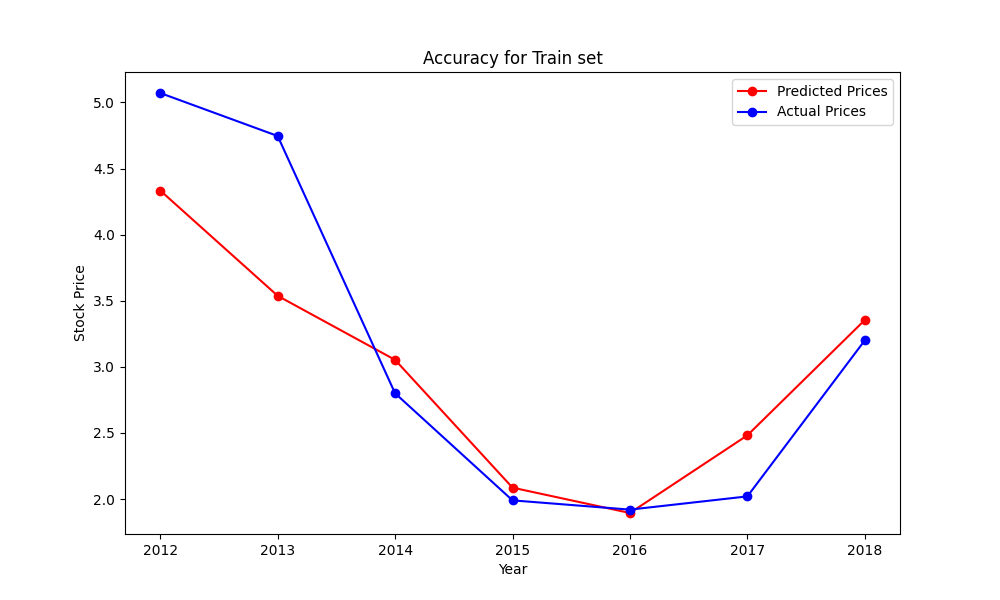 Accuracy for Train set
Predicted Prices
Actual Prices
Stock Price
5.0
4.5
4.0
3.5
3.0
2.5
2.0
2012 2013 2014 2015 2016 2017 2018
Year